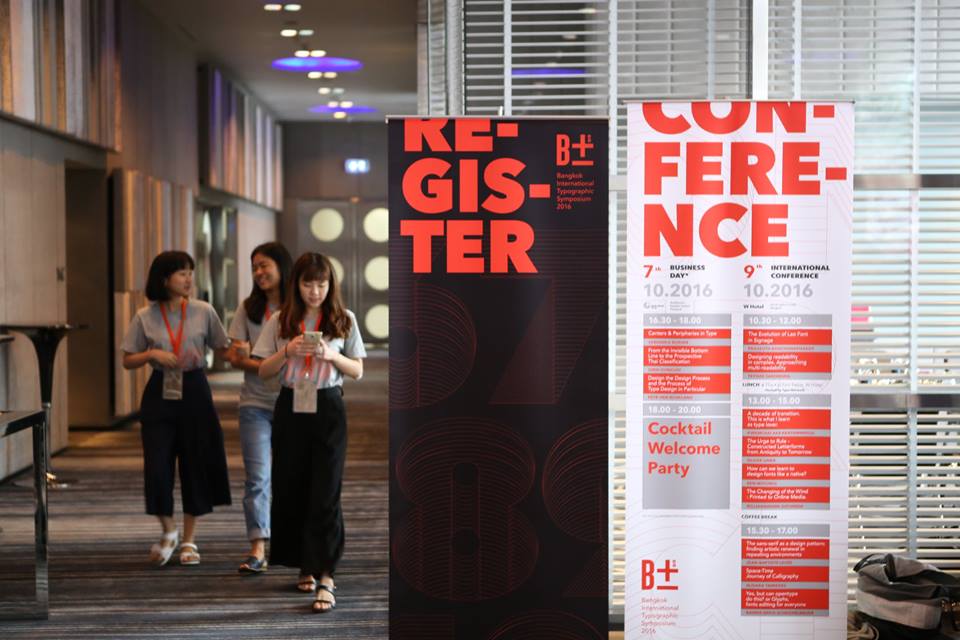 RE-
GIS-
TER
B±
Bangkok
International
Typographic
Symposium
2016
CON-
FERE-
NCE
7th BUSINESS
DAY*
10.2016
16.30 - 18.00
Centers & Peripheries in Type
From the Invisible Bottom
Line to the Prospective
Thai Classification
Design the Design Process
and the Process of
Type Design in Particular
18.00 - 20.00
Cocktail
Welcome
Party
9th INTERNATIONAL
CONFERENCE
10.2016
W Hotel
10.30 - 12.00
The Evolution of Lao Font
in Signage
Designing readability
in complex. Approaching
multi-readability
LUNCH
13.00 - 15.00
A decade of transition.
This is what I learn
as type lover.
The Urge to Rule -
Constructed Letterforms
from Antiquity to Tomorrow
How can we learn to
design fonts like a native?
The Changing of the Wind
- Printed to Online Media.
COFFEE BREAK
15.30 - 17.00
The sans-serif as a design pattern:
finding artistic renewal in
repeating environments
Space-Time
Journey of Calligraphy
Yes, but opentype
do this? or Glyphs,
fonts editing for everyone
B±
Bangkok
International
Typographic
Symposium
2016